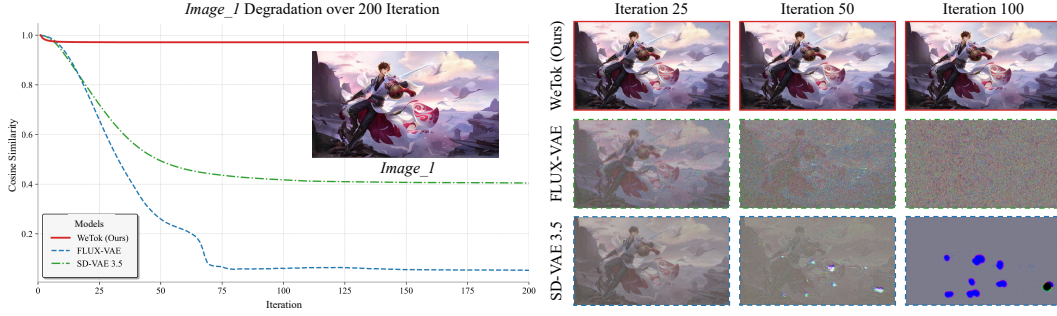 Image_1 Degradation over 200 Iteration
1.0
0.8
0.6
0.4
0.2
Cosine Similarity
0
25
50
75
100
125
150
175
200
Iteration
Image_1
Models
WeTok (Ours)
FLUX-VAE
SD-VAE 3.5
Iteration 25
Iteration 50
Iteration 100
WeTok (Ours)
FLUX-VAE
SD-VAE 3.5